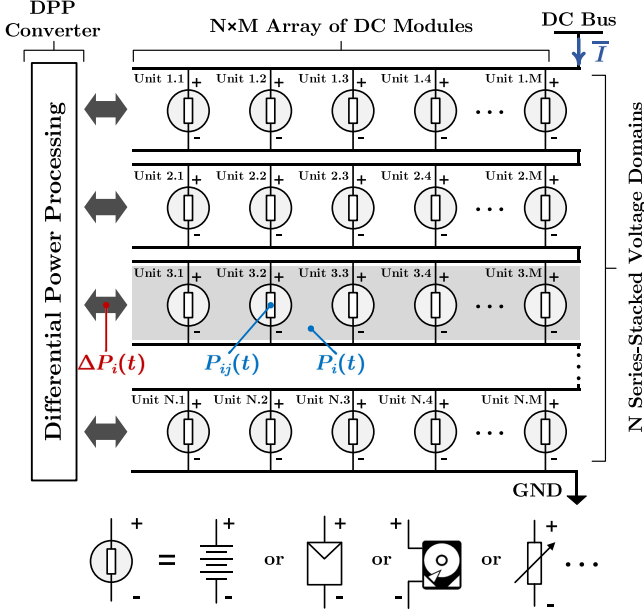 DPP
Converter
N×M Array of DC Modules
DC Bus
I̅
Differential Power Processing
N Series-Stacked Voltage Domains
Unit 1.1 + Unit 1.2 + Unit 1.3 + Unit 1.4 + Unit 1.M +
...
- - - - -
Unit 2.1 + Unit 2.2 + Unit 2.3 + Unit 2.4 + Unit 2.M +
...
- - - - -
Unit 3.1 + Unit 3.2 + Unit 3.3 + Unit 3.4 + Unit 3.M +
...
- - - - -
ΔPi(t) Pij(t) Pi(t)
Unit N.1 + Unit N.2 + Unit N.3 + Unit N.4 + Unit N.M +
...
- - - - -
GND
+ + + + +
= or or or ...
- - - - -